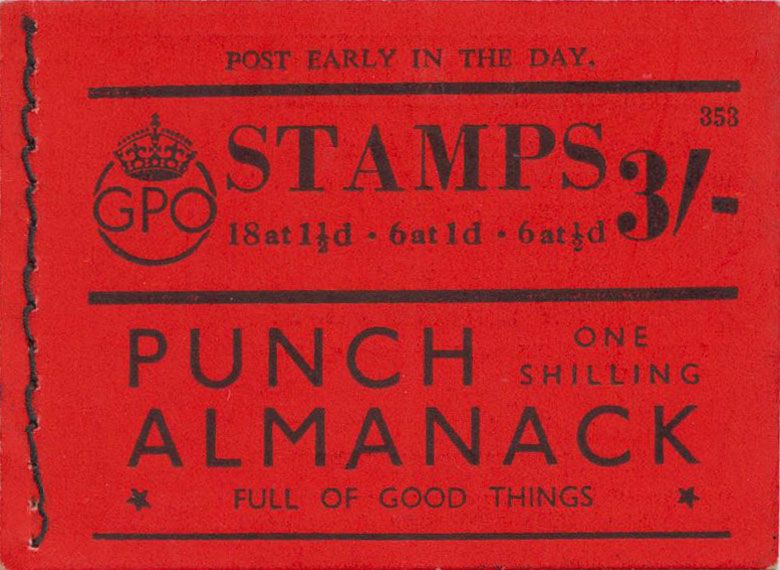 POST EARLY IN THE DAY.
353
GPO
STAMPS 3/-
18 at 1½d · 6 at 1d · 6 at ½d
PUNCH ONE SHILLING
ALMANACK
★ FULL OF GOOD THINGS ★